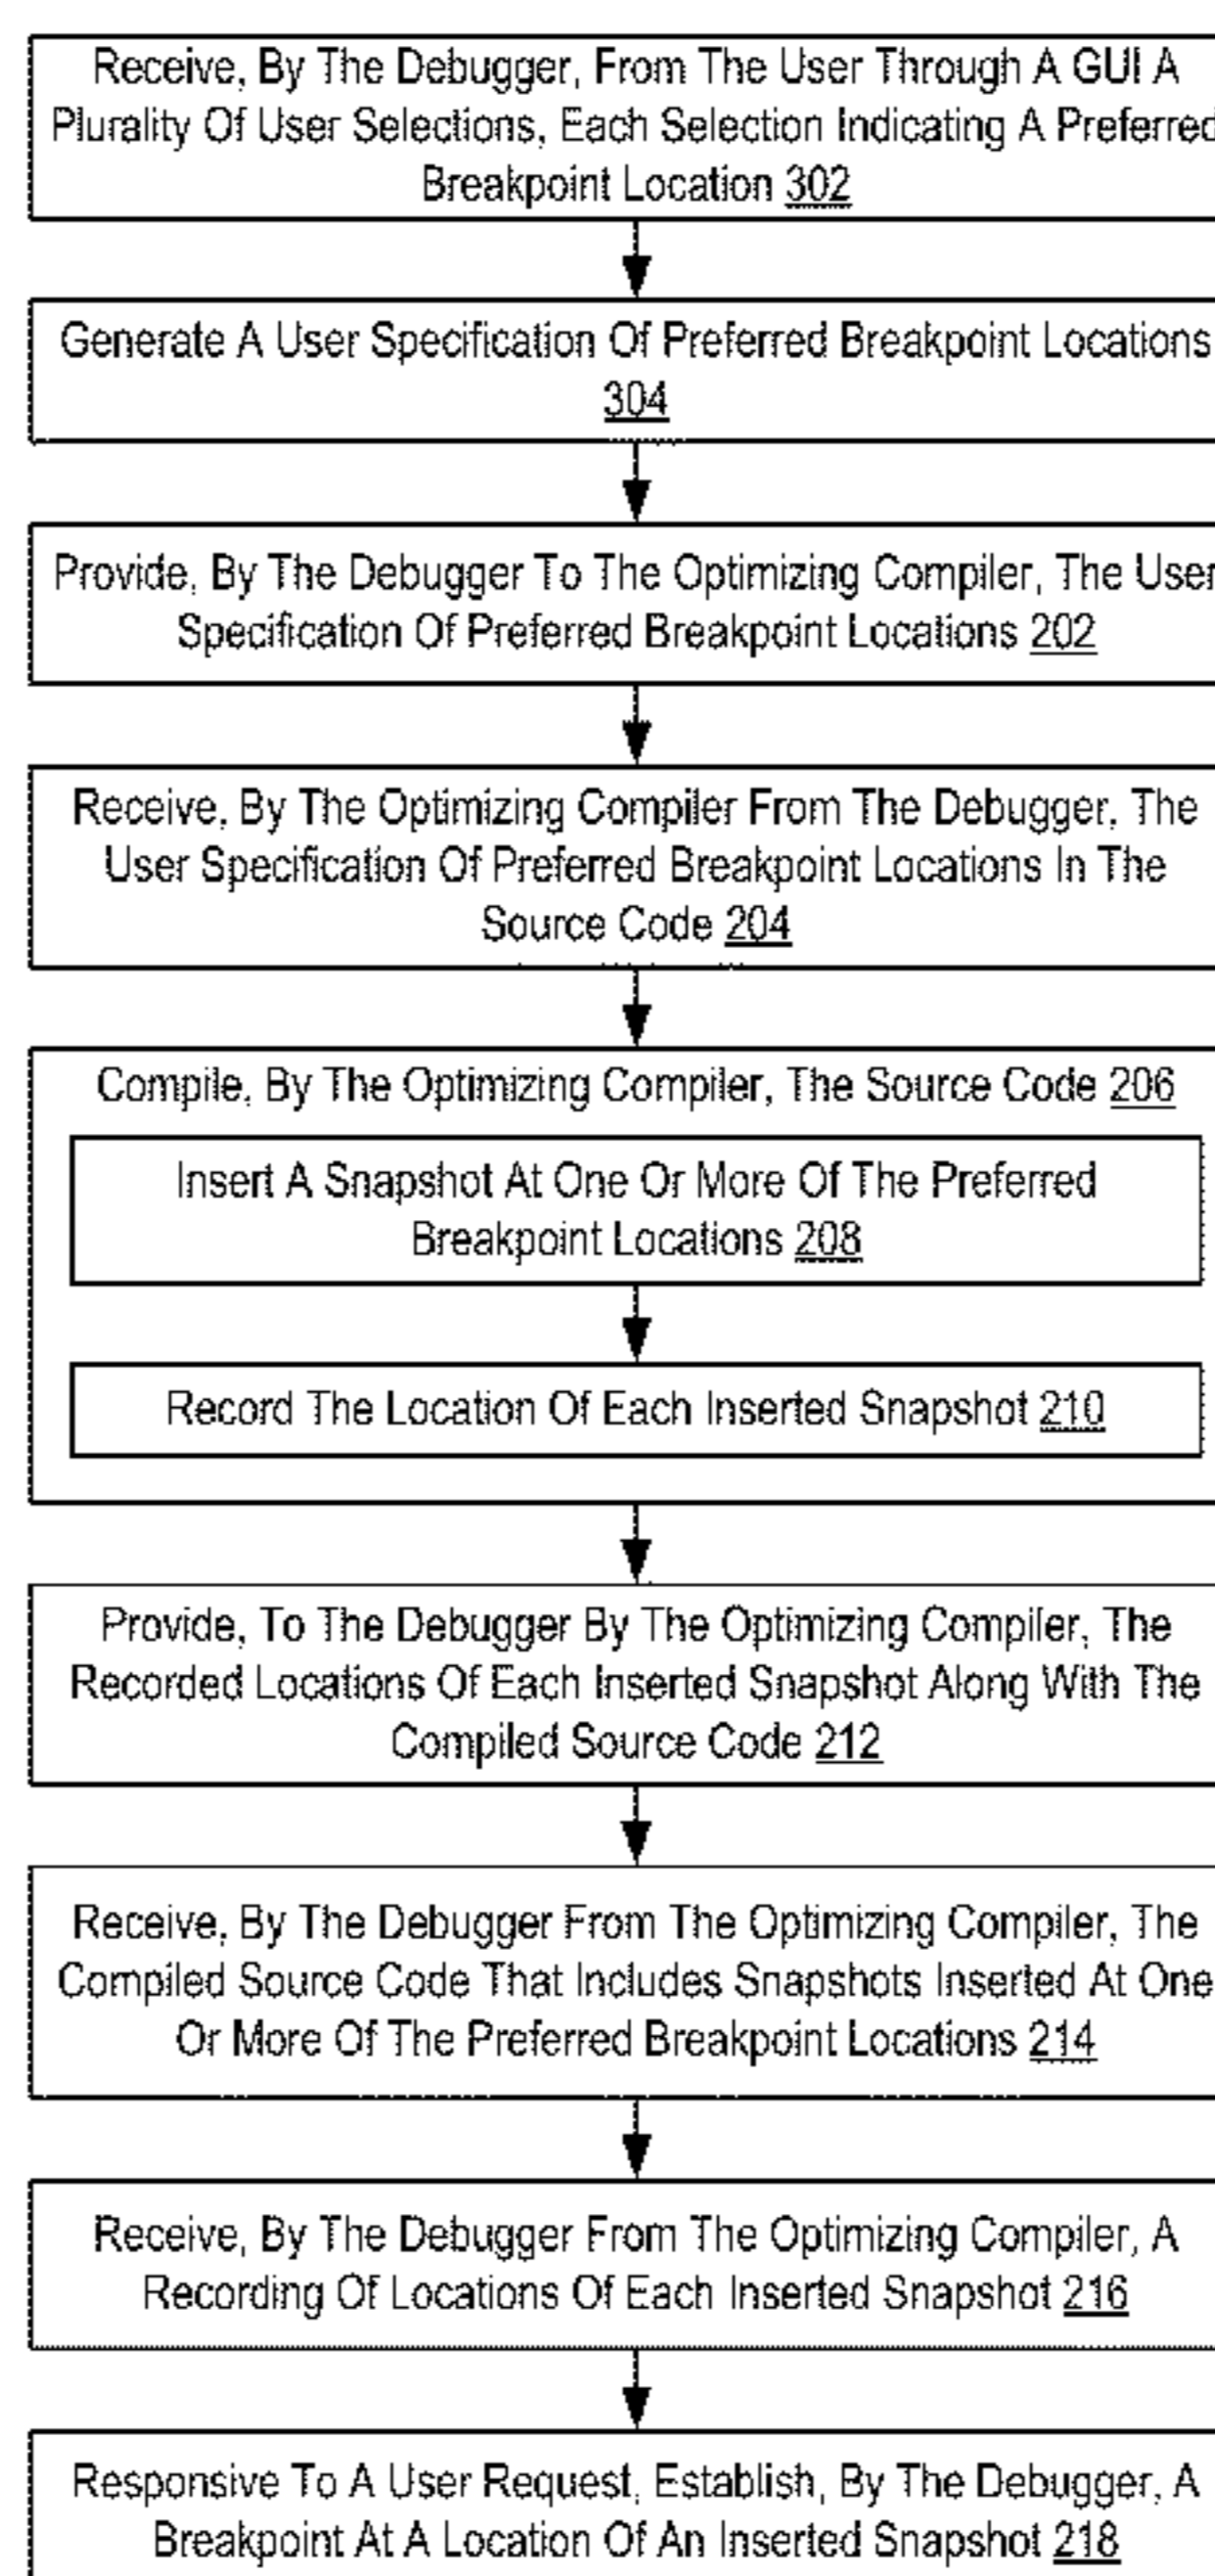 Receive, By The Debugger, From The User Through A GUI A
Plurality Of User Selections, Each Selection Indicating A Preferred
Breakpoint Location 302
Generate A User Specification Of Preferred Breakpoint Locations
304
Provide, By The Debugger To The Optimizing Compiler, The User
Specification Of Preferred Breakpoint Locations 202
Receive, By The Optimizing Compiler From The Debugger, The
User Specification Of Preferred Breakpoint Locations In The
Source Code 204
Compile, By The Optimizing Compiler, The Source Code 206
Insert A Snapshot At One Or More Of The Preferred
Breakpoint Locations 208
Record The Location Of Each Inserted Snapshot 210
Provide, To The Debugger By The Optimizing Compiler, The
Recorded Locations Of Each Inserted Snapshot Along With The
Compiled Source Code 212
Receive, By The Debugger From The Optimizing Compiler, The
Compiled Source Code That Includes Snapshots Inserted At One
Or More Of The Preferred Breakpoint Locations 214
Receive, By The Debugger From The Optimizing Compiler, A
Recording Of Locations Of Each Inserted Snapshot 216
Responsive To A User Request, Establish, By The Debugger, A
Breakpoint At A Location Of An Inserted Snapshot 218